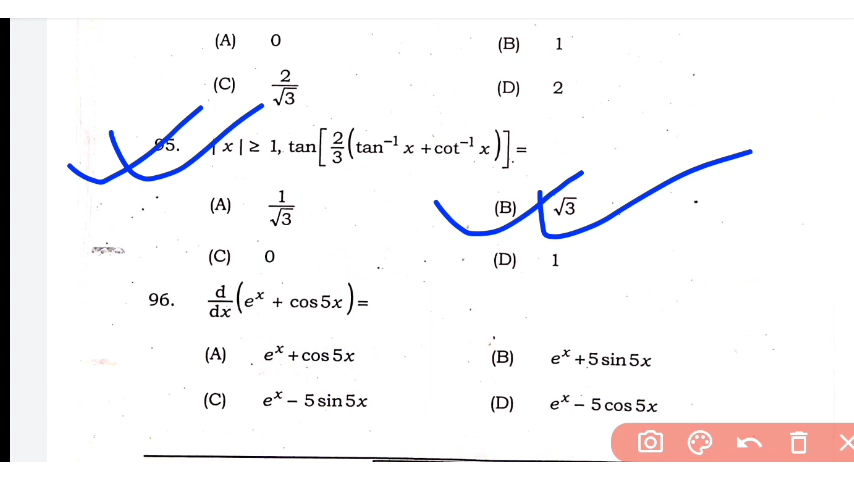 (A) 0 (B) 1
(C) 2/√3 (D) 2
95. | x | ≥ 1, tan[2/3(tan⁻¹ x + cot⁻¹ x)] =
(A) 1/√3 (B) √3
(C) 0 (D) 1
96. d/dx(eˣ + cos 5x) =
(A) eˣ + cos 5x (B) eˣ + 5 sin 5x
(C) eˣ – 5 sin 5x (D) eˣ – 5 cos 5x